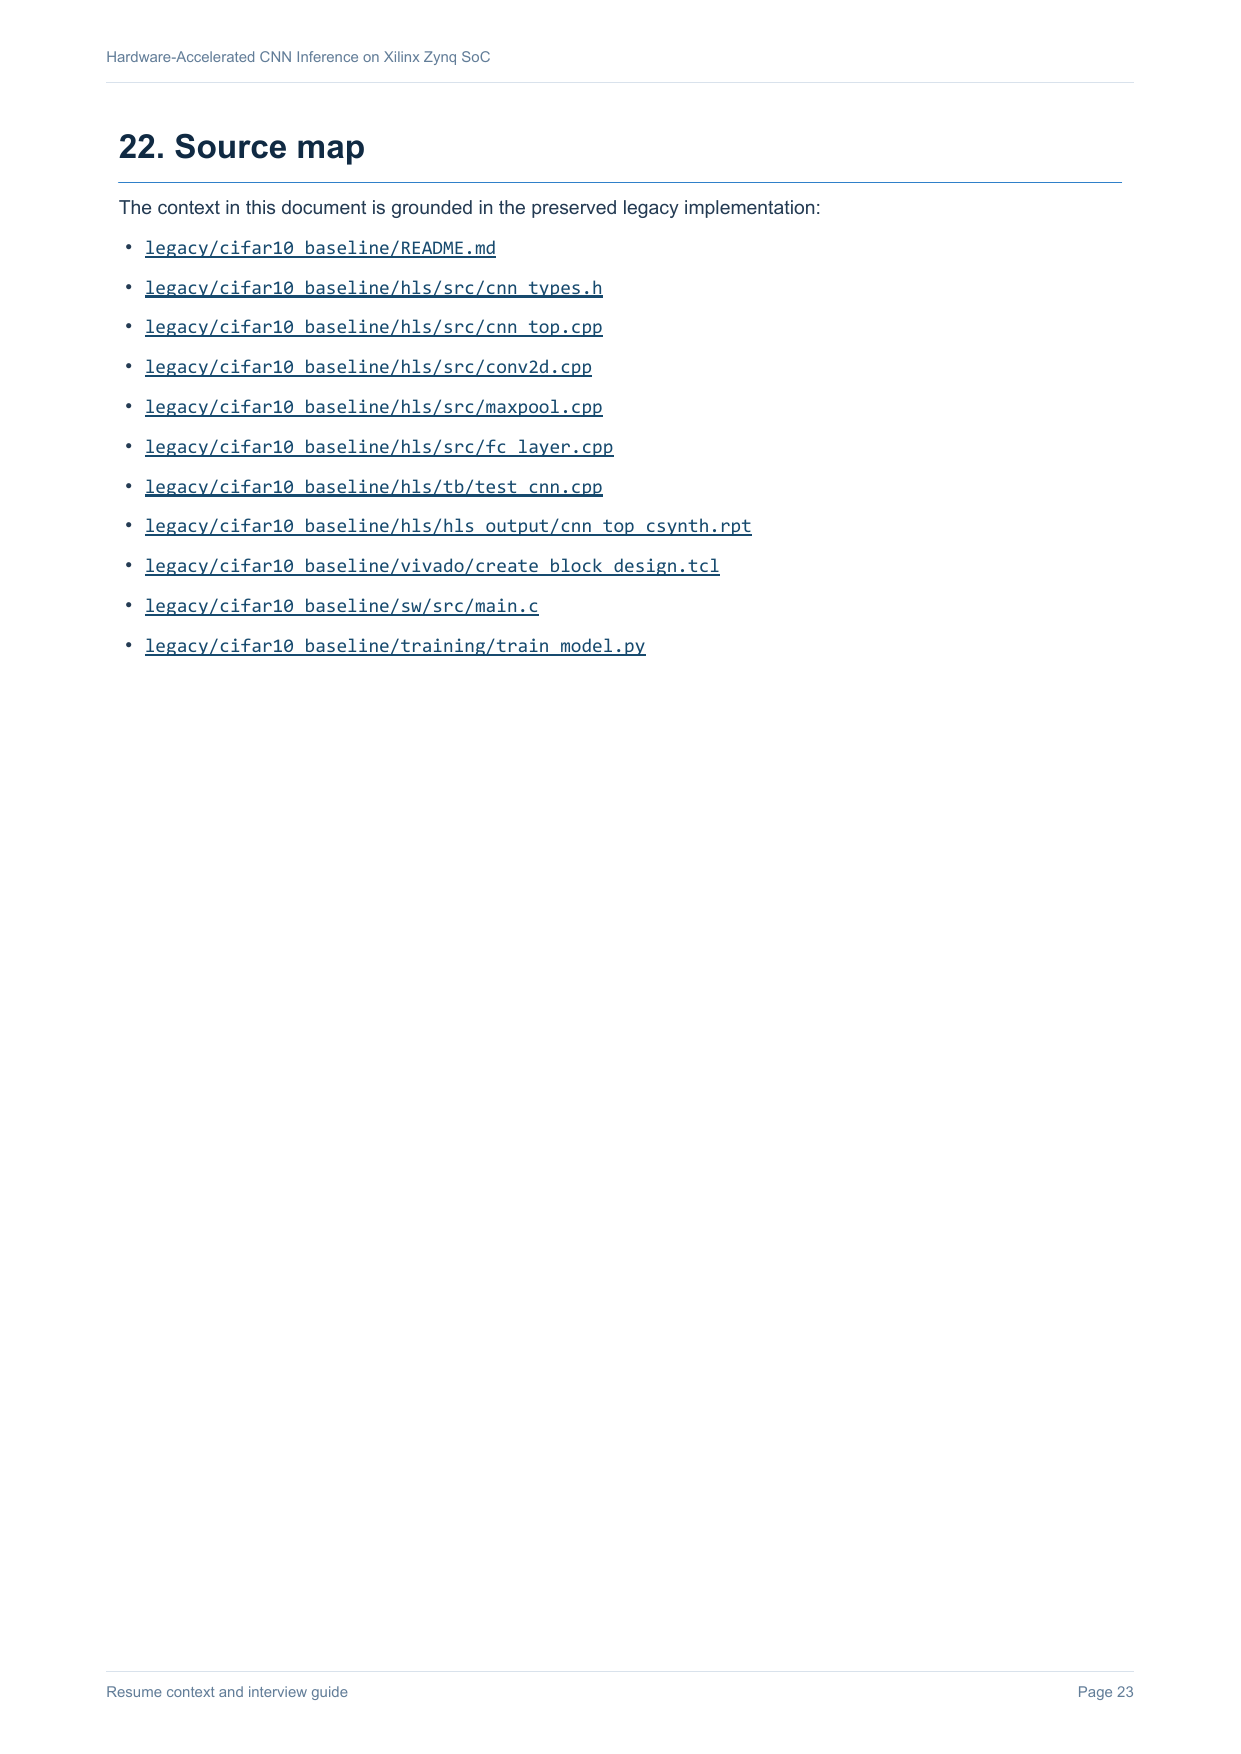 Hardware-Accelerated CNN Inference on Xilinx Zynq SoC
22. Source map
The context in this document is grounded in the preserved legacy implementation:
• legacy/cifar10_baseline/README.md
• legacy/cifar10_baseline/hls/src/cnn_types.h
• legacy/cifar10_baseline/hls/src/cnn_top.cpp
• legacy/cifar10_baseline/hls/src/conv2d.cpp
• legacy/cifar10_baseline/hls/src/maxpool.cpp
• legacy/cifar10_baseline/hls/src/fc_layer.cpp
• legacy/cifar10_baseline/hls/tb/test_cnn.cpp
• legacy/cifar10_baseline/hls/hls_output/cnn_top_csynth.rpt
• legacy/cifar10_baseline/vivado/create_block_design.tcl
• legacy/cifar10_baseline/sw/src/main.c
• legacy/cifar10_baseline/training/train_model.py
Resume context and interview guide
Page 23